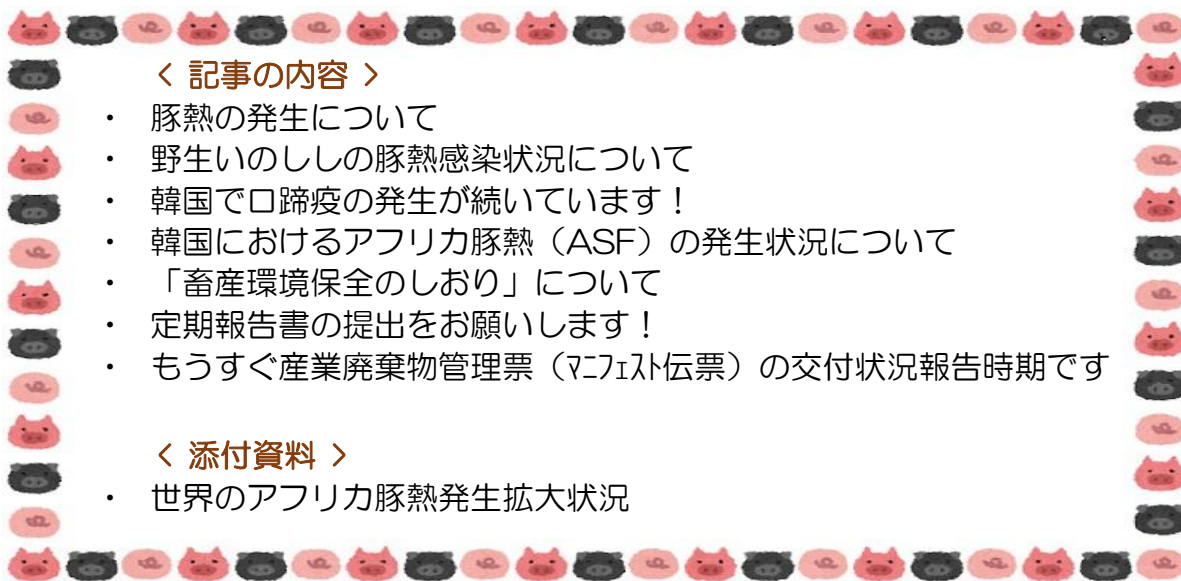 < 記事の内容 >
・ 豚熱の発生について
・ 野生いのししの豚熱感染状況について
・ 韓国で口蹄疫の発生が続いています！
・ 韓国におけるアフリカ豚熱（ASF）の発生状況について
・ 「畜産環境保全のしおり」について
・ 定期報告書の提出をお願いします！
・ もうすぐ産業廃棄物管理票（ﾏﾆﾌｪｽﾄ伝票）の交付状況報告時期です
< 添付資料 >
・ 世界のアフリカ豚熱発生拡大状況